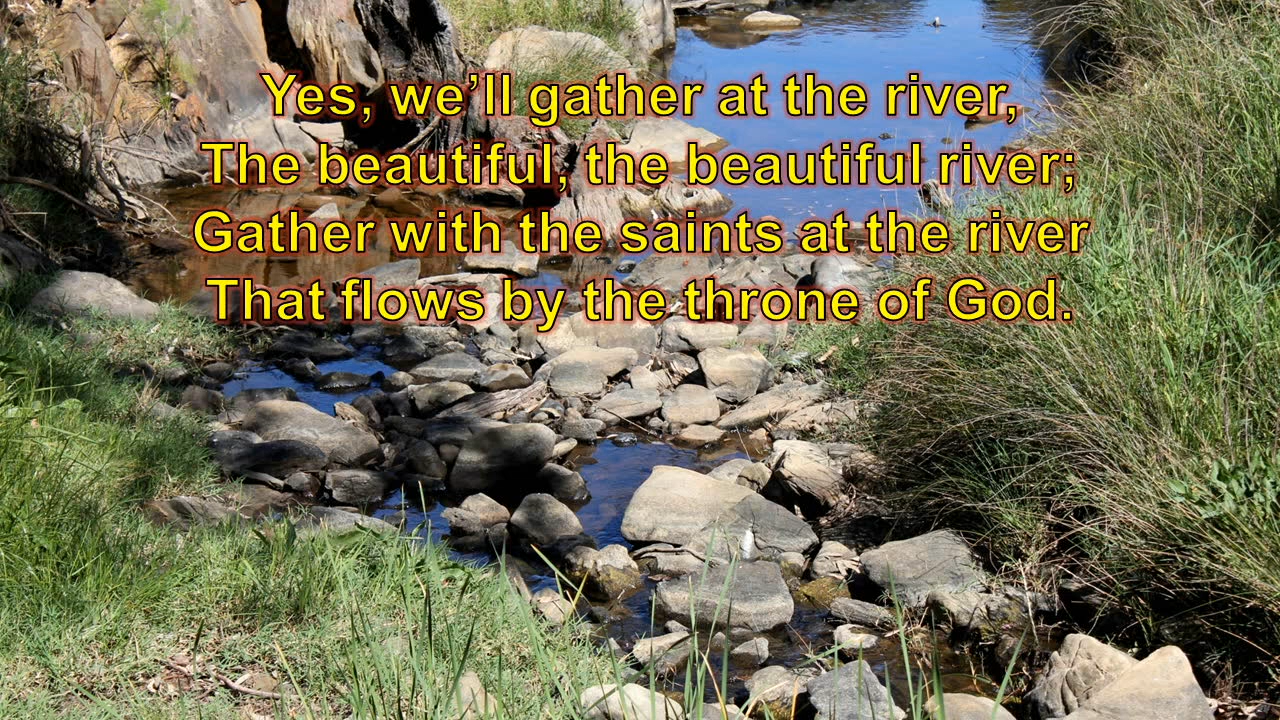 Yes, we’ll gather at the river,
The beautiful, the beautiful river;
Gather with the saints at the river
That flows by the throne of God.